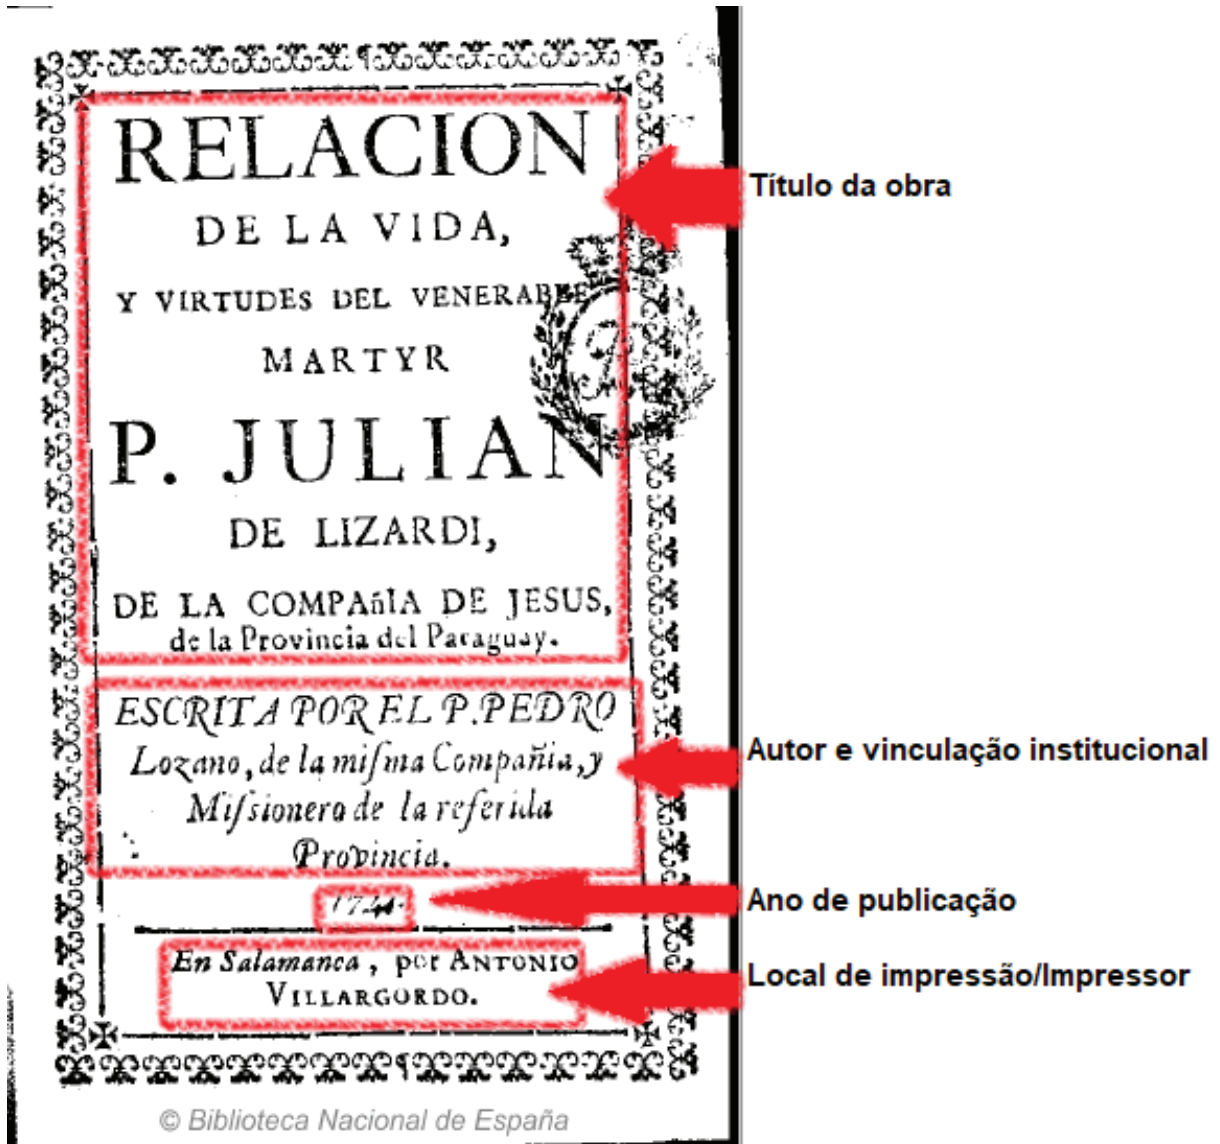 RELACION
DE LA VIDA,
Y VIRTUDES DEL VENERABLE
MARTYR
P. JULIAN
DE LIZARDI,
DE LA COMPAñIA DE JESUS,
de la Provincia del Paraguay.
ESCRITA POR EL P. PEDRO
Lozano, de la miſma Compañia, y
Miſsionero de la referida
Provincia.
En Salamanca, por ANTONIO
VILLARGORDO.
Título da obra
Autor e vinculação institucional
Ano de publicação
Local de impressão/Impressor
© Biblioteca Nacional de España